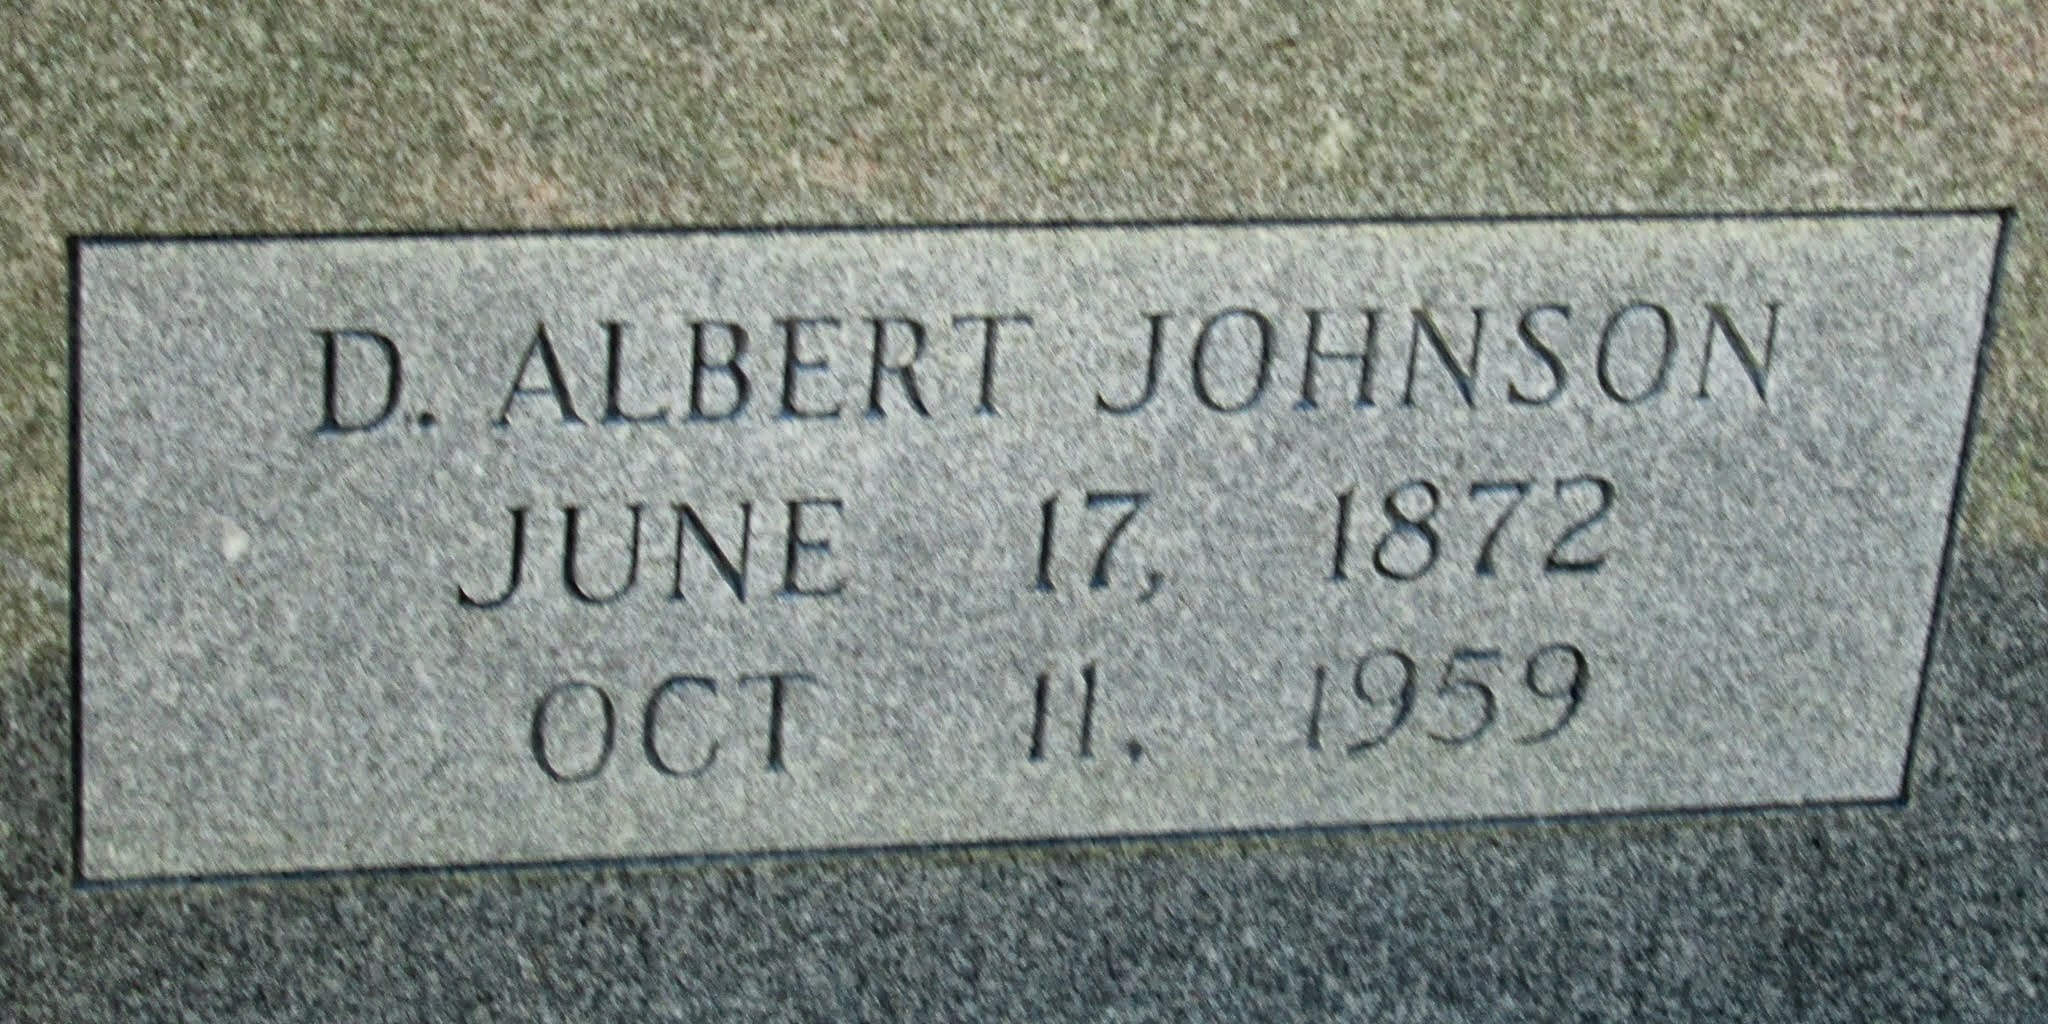 D. ALBERT JOHNSON
JUNE 17, 1872
OCT 11. 1959